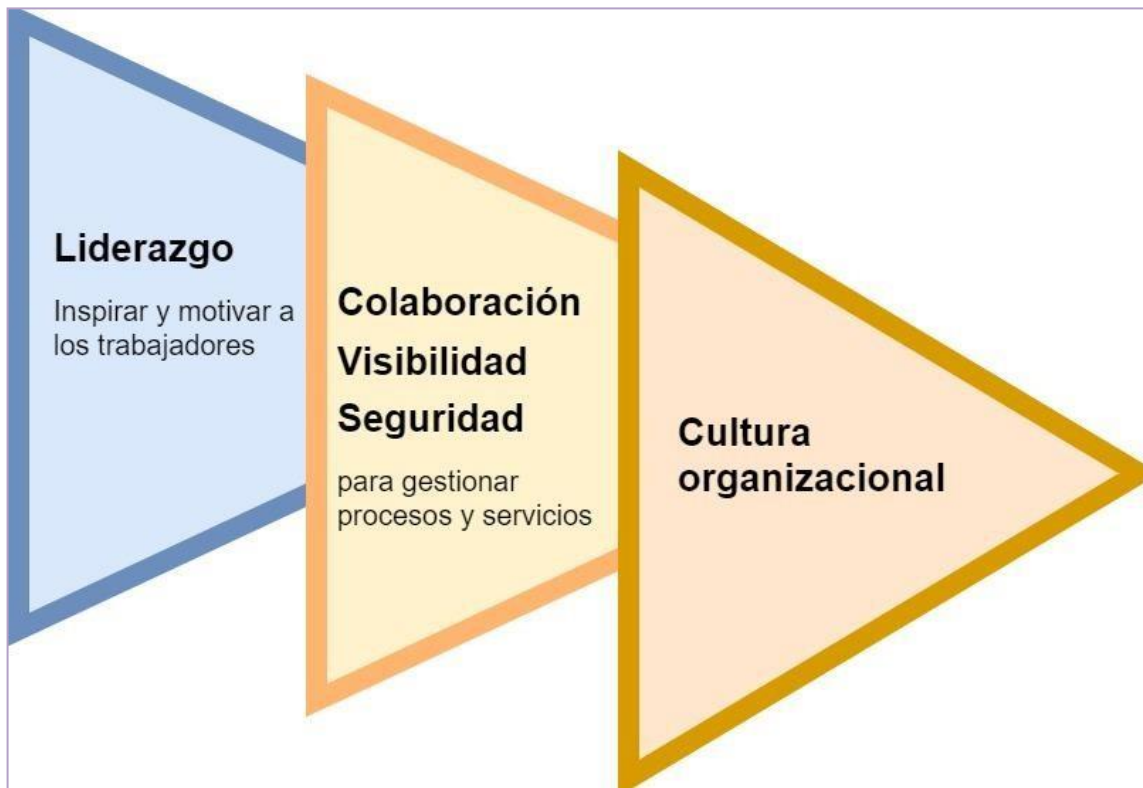 Liderazgo
Inspirar y motivar a
los trabajadores
Colaboración
Visibilidad
Seguridad
para gestionar
procesos y servicios
Cultura
organizacional